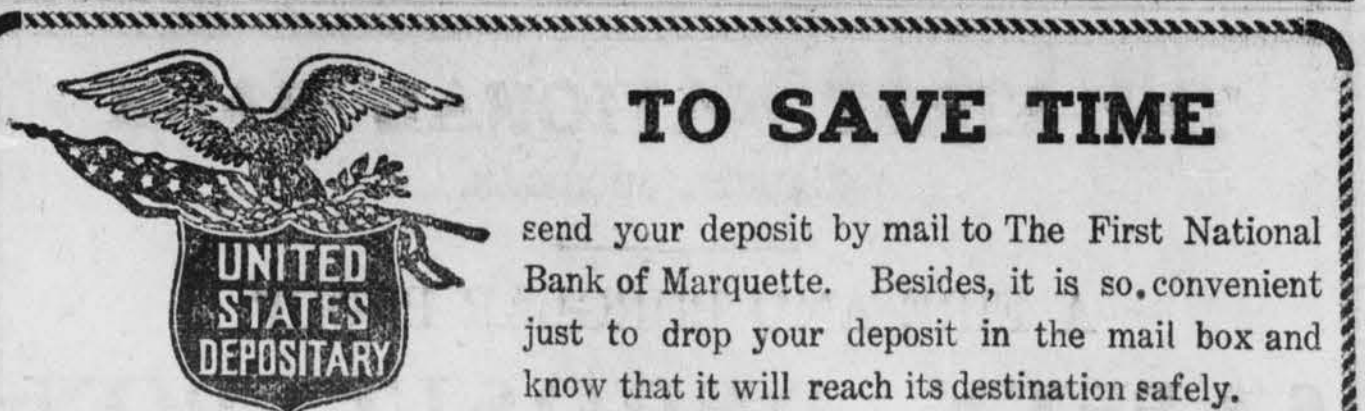 TO SAVE TIME
send your deposit by mail to The First National
Bank of Marquette. Besides, it is so. convenient
just to drop your deposit in the mail box and
know that it will reach its destination safely.
UNITED
STATES
DEPOSITARY